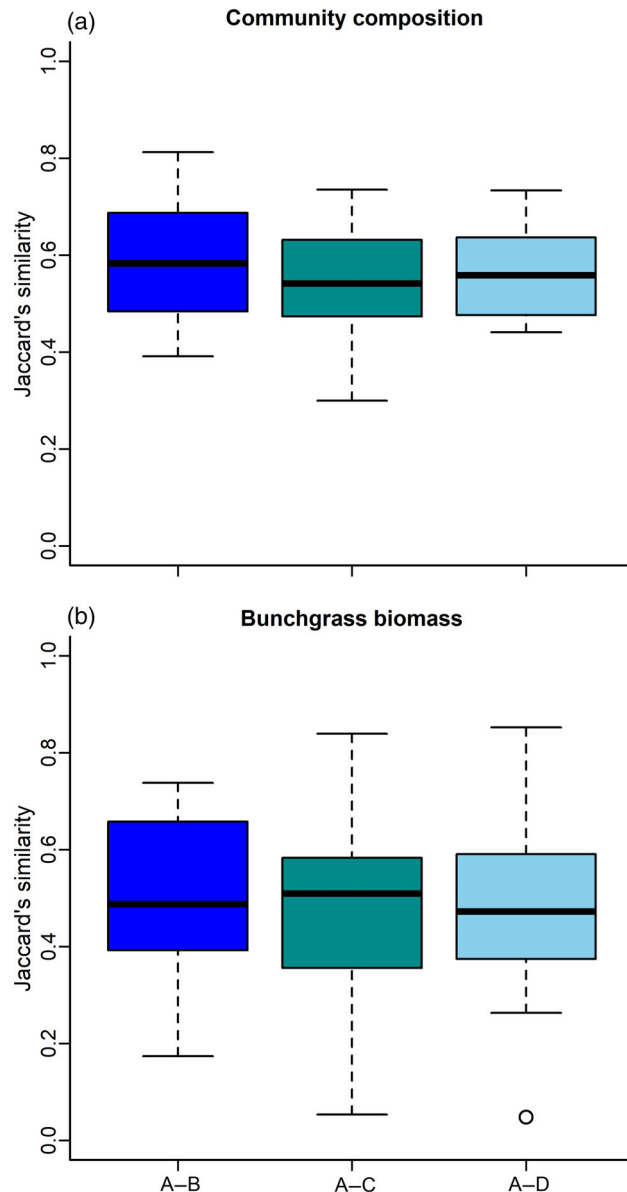 (a)
Community composition
Jaccard's similarity
1.0
0.8
0.6
0.4
0.2
0.0
(b)
Bunchgrass biomass
Jaccard's similarity
1.0
0.8
0.6
0.4
0.2
0.0
A–B A–C A–D